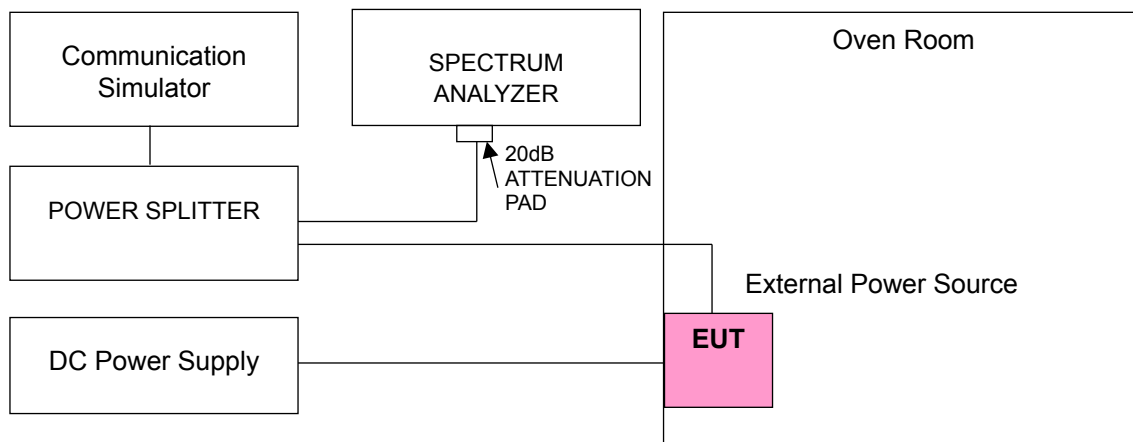 Communication
Simulator
SPECTRUM
ANALYZER
Oven Room
20dB
ATTENUATION
PAD
POWER SPLITTER
External Power Source
EUT
DC Power Supply